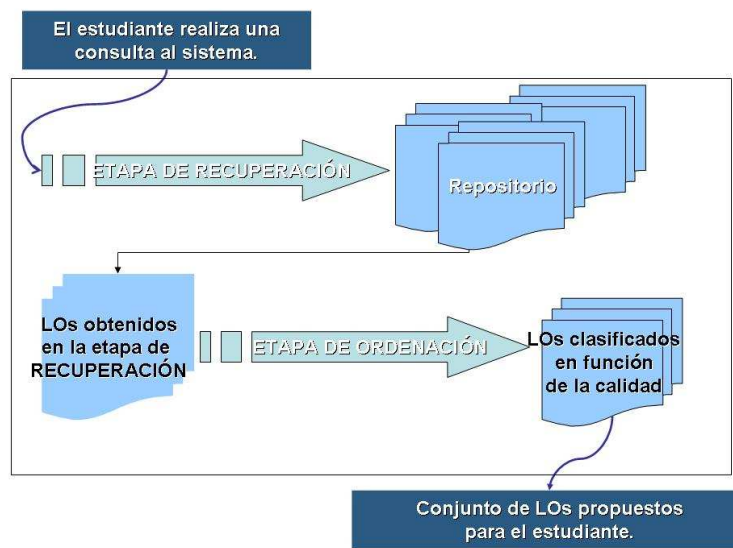 El estudiante realiza una
consulta al sistema.
ETAPA DE RECUPERACIÓN
Repositorio
LOs obtenidos
en la etapa de
RECUPERACIÓN
ETAPA DE ORDENACIÓN
LOs clasificados
en función
de la calidad
Conjunto de LOs propuestos
para el estudiante.